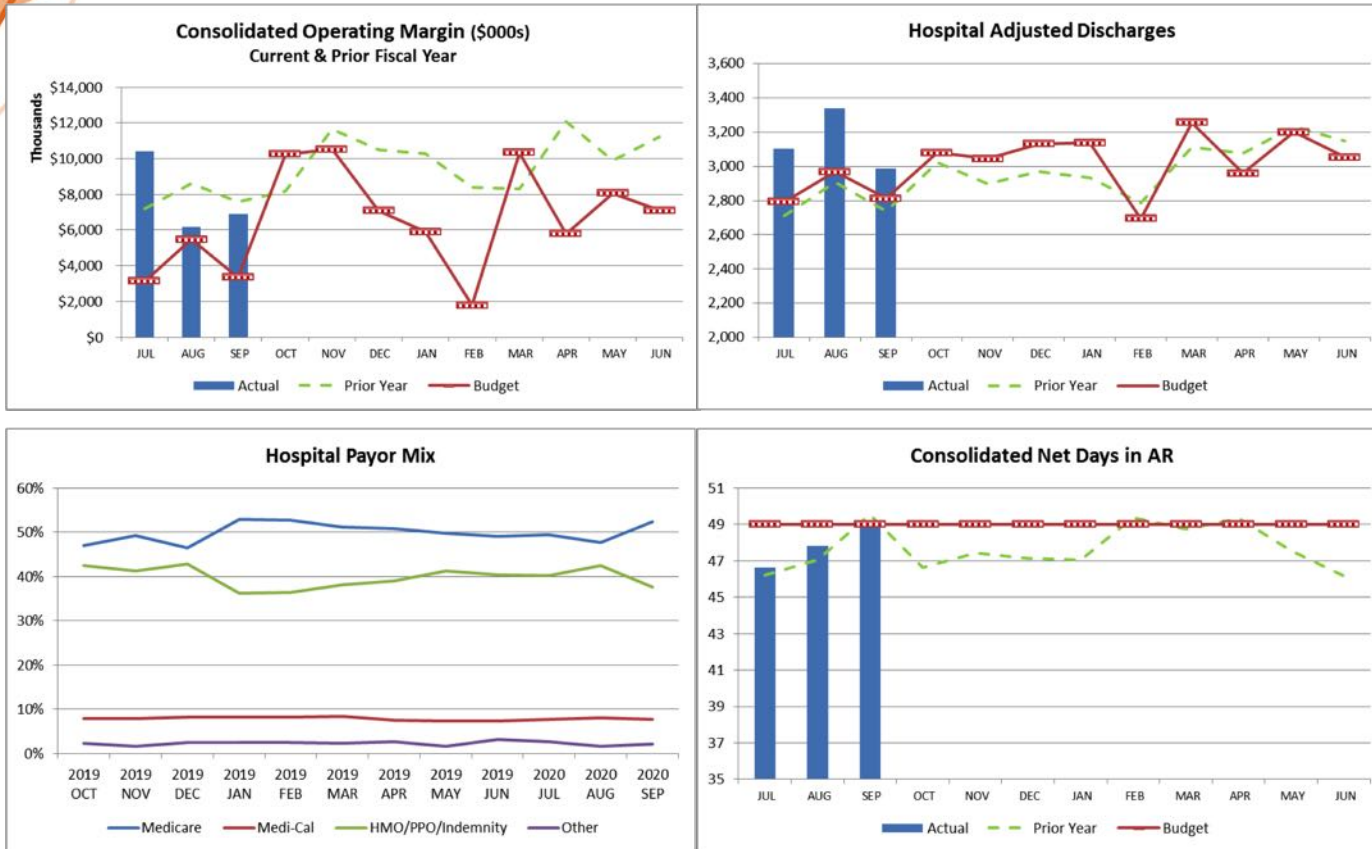 Consolidated Operating Margin ($000s)
Current & Prior Fiscal Year
Thousands
$14,000
$12,000
$10,000
$8,000
$6,000
$4,000
$2,000
$0
JUL AUG SEP OCT NOV DEC JAN FEB MAR APR MAY JUN
Actual Prior Year Budget
Hospital Adjusted Discharges
3,600
3,400
3,200
3,000
2,800
2,600
2,400
2,200
2,000
JUL AUG SEP OCT NOV DEC JAN FEB MAR APR MAY JUN
Actual Prior Year Budget
Hospital Payor Mix
60%
50%
40%
30%
20%
10%
0%
2019 2019 2019 2019 2019 2019 2019 2019 2019 2020 2020 2020
OCT NOV DEC JAN FEB MAR APR MAY JUN JUL AUG SEP
Medicare Medi-Cal HMO/PPO/Indemnity Other
Consolidated Net Days in AR
51
49
47
45
43
41
39
37
35
JUL AUG SEP OCT NOV DEC JAN FEB MAR APR MAY JUN
Actual Prior Year Budget